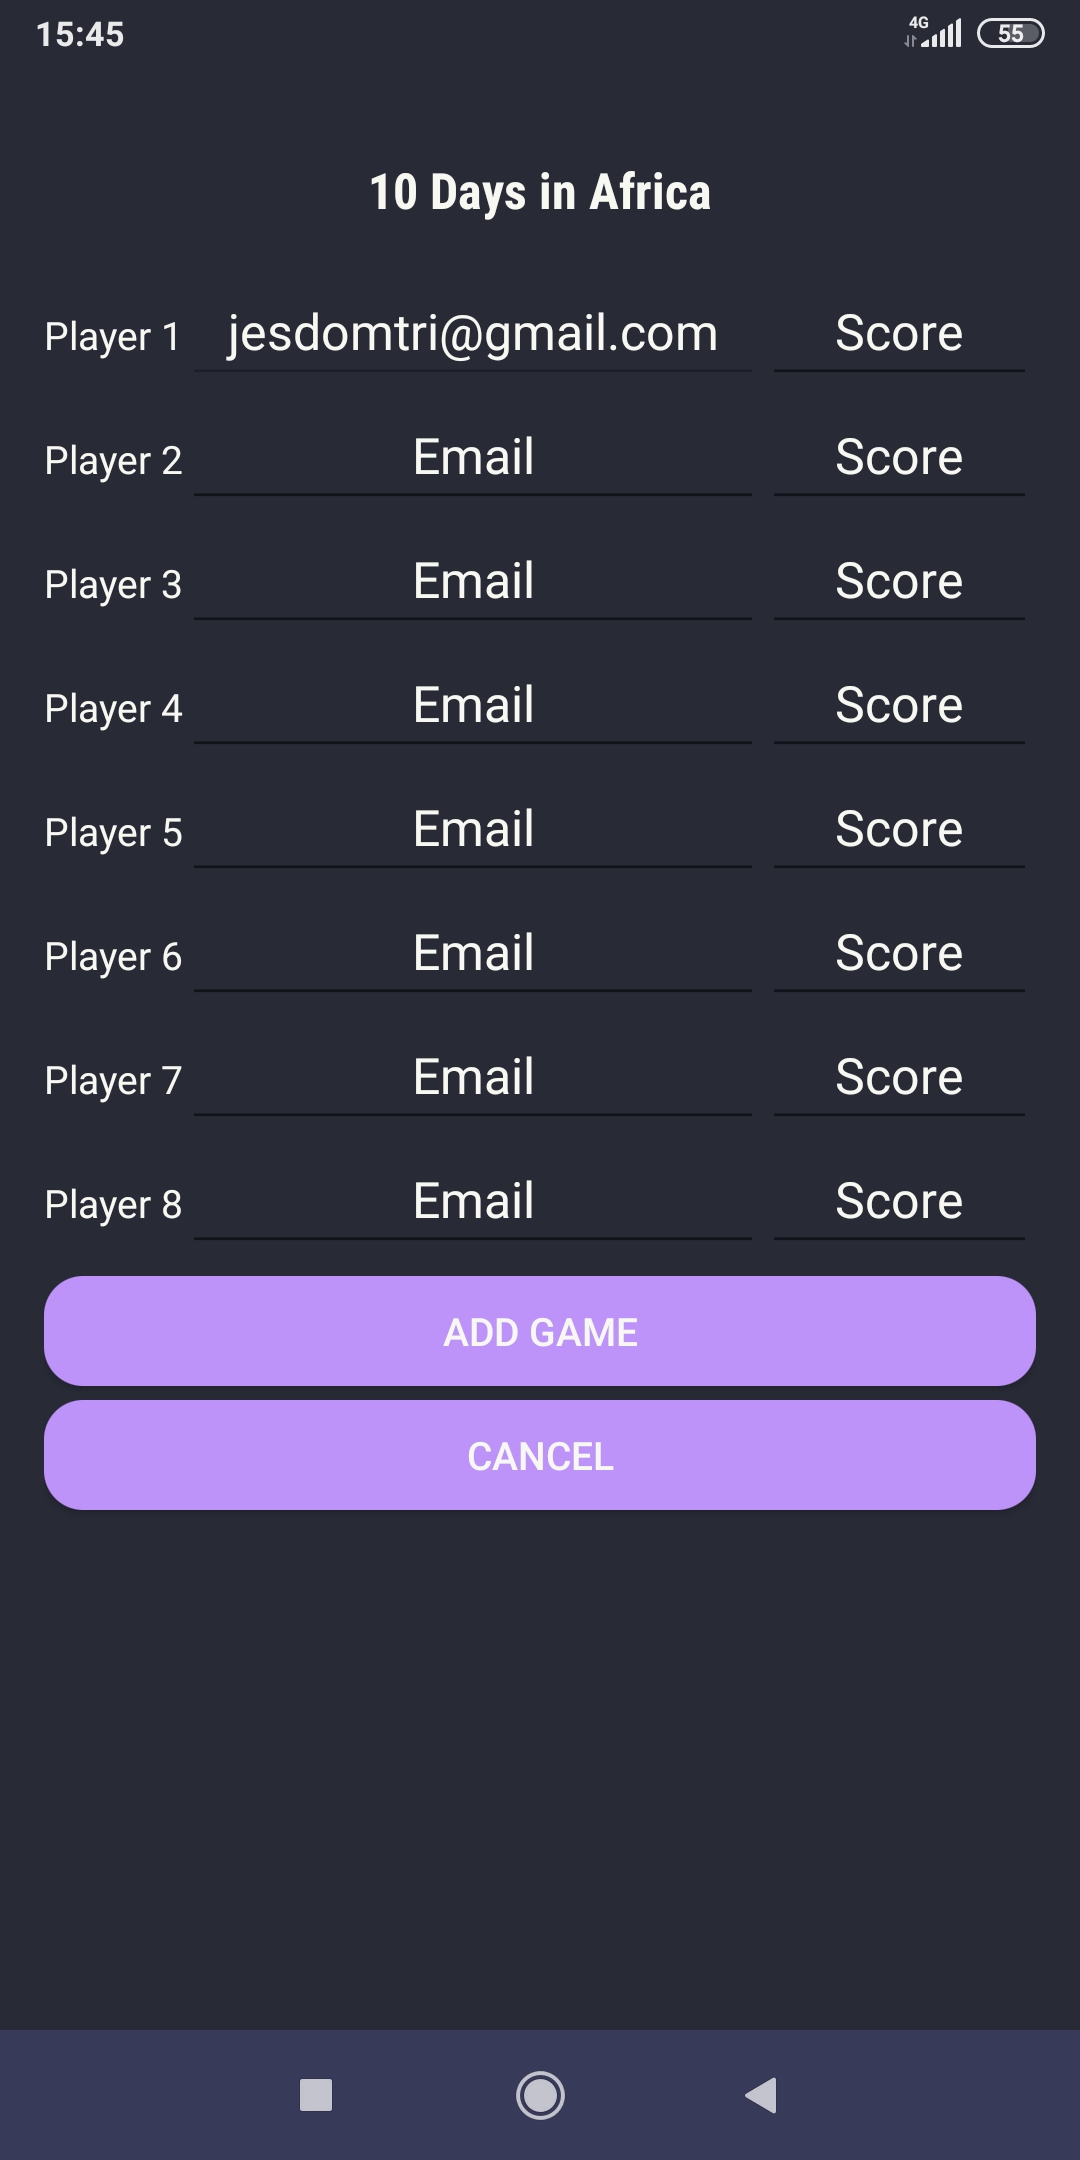 15:45 4G 55
10 Days in Africa
Player 1 jesdomtri@gmail.com Score
Player 2 Email Score
Player 3 Email Score
Player 4 Email Score
Player 5 Email Score
Player 6 Email Score
Player 7 Email Score
Player 8 Email Score
ADD GAME
CANCEL